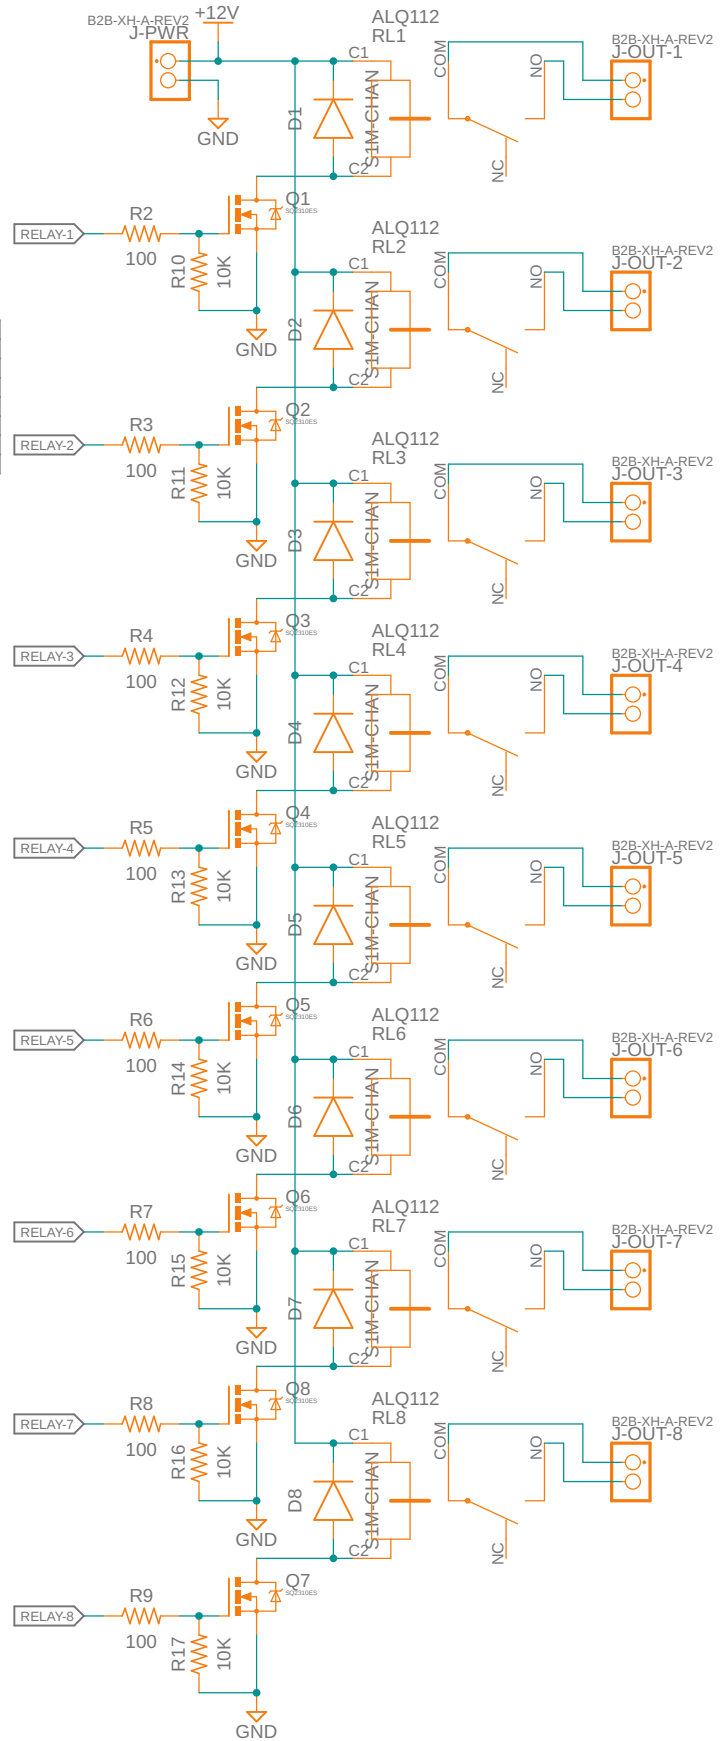 B2B-XH-A-REV2
J-PWR
+12V
GND
ALQ112
RL1
C1
C2
D1
S1M-CHAN
COM
NO
NC
B2B-XH-A-REV2
J-OUT-1
Q1
SQ2310ES
RELAY-1
R2
100
R10
10K
GND
ALQ112
RL2
C1
C2
D2
S1M-CHAN
COM
NO
NC
B2B-XH-A-REV2
J-OUT-2
Q2
SQ2310ES
RELAY-2
R3
100
R11
10K
GND
ALQ112
RL3
C1
C2
D3
S1M-CHAN
COM
NO
NC
B2B-XH-A-REV2
J-OUT-3
Q3
SQ2310ES
RELAY-3
R4
100
R12
10K
GND
ALQ112
RL4
C1
C2
D4
S1M-CHAN
COM
NO
NC
B2B-XH-A-REV2
J-OUT-4
Q4
SQ2310ES
RELAY-4
R5
100
R13
10K
GND
ALQ112
RL5
C1
C2
D5
S1M-CHAN
COM
NO
NC
B2B-XH-A-REV2
J-OUT-5
Q5
SQ2310ES
RELAY-5
R6
100
R14
10K
GND
ALQ112
RL6
C1
C2
D6
S1M-CHAN
COM
NO
NC
B2B-XH-A-REV2
J-OUT-6
Q6
SQ2310ES
RELAY-6
R7
100
R15
10K
GND
ALQ112
RL7
C1
C2
D7
S1M-CHAN
COM
NO
NC
B2B-XH-A-REV2
J-OUT-7
Q8
SQ2310ES
RELAY-7
R8
100
R16
10K
GND
ALQ112
RL8
C1
C2
D8
S1M-CHAN
COM
NO
NC
B2B-XH-A-REV2
J-OUT-8
Q7
SQ2310ES
RELAY-8
R9
100
R17
10K
GND